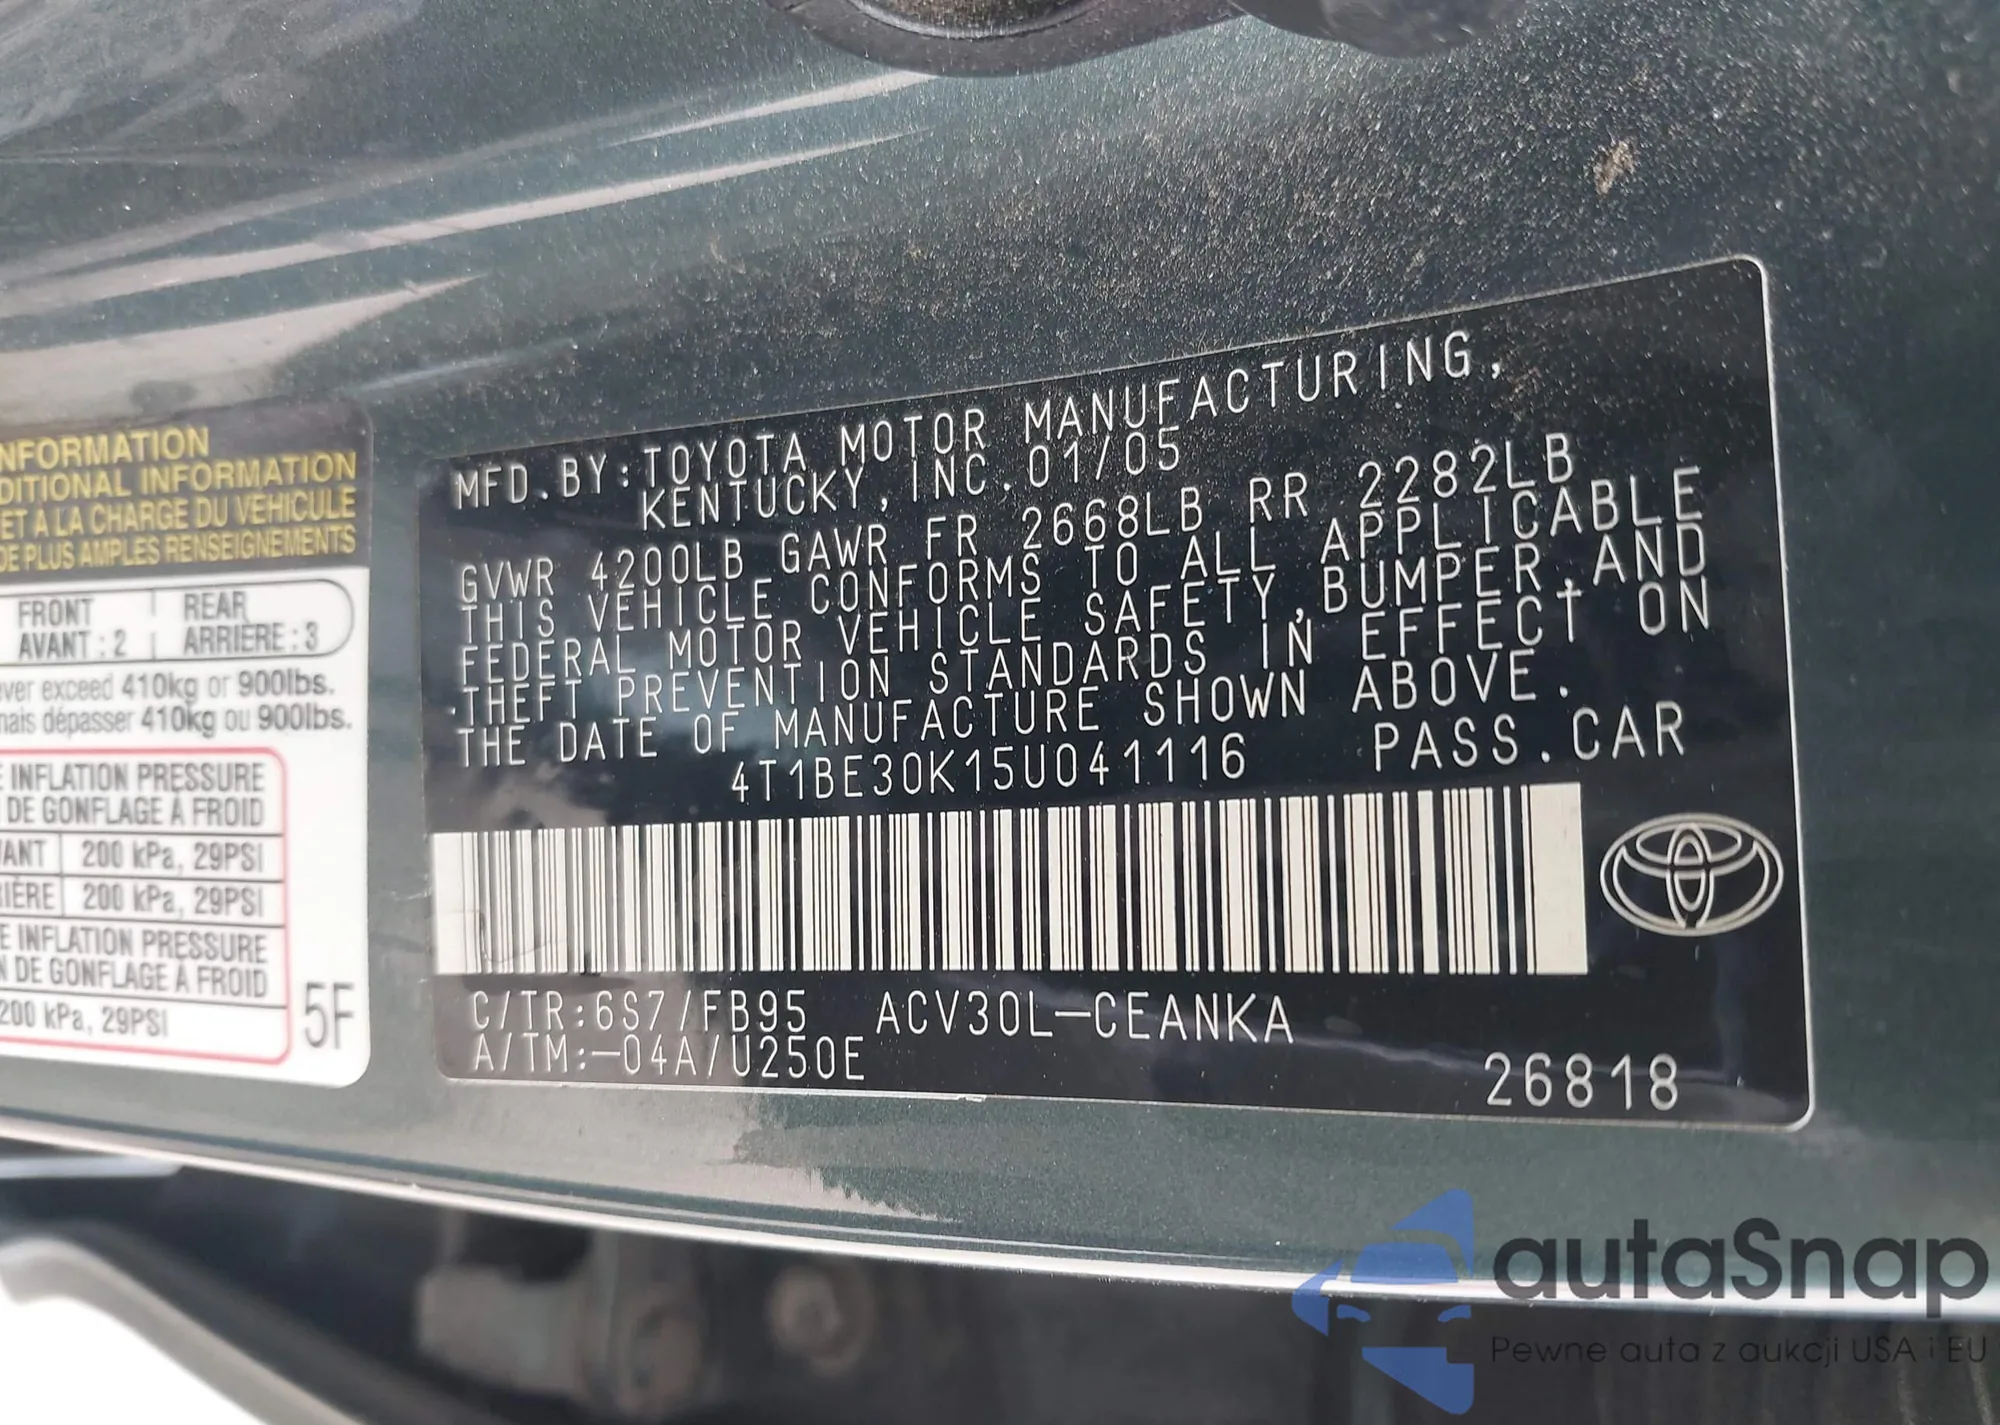 NFORMATION
DITIONAL INFORMATION
ET À LA CHARGE DU VÉHICULE
DE PLUS AMPLES RENSEIGNEMENTS
FRONT
AVANT : 2
REAR
ARRIÈRE : 3
ever exceed 410kg or 900lbs.
mais dépasser 410kg ou 900lbs.
E INFLATION PRESSURE
DE GONFLAGE À FROID
VANT 200 kPa, 29PSI
RIÈRE 200 kPa, 29PSI
E INFLATION PRESSURE
N DE GONFLAGE À FROID
200 kPa, 29PSI
5F
MFD.BY:TOYOTA MOTOR MANUFACTURING,
KENTUCKY,INC.01/05
GVWR 4200LB GAWR FR 2668LB RR 2282LB
THIS VEHICLE CONFORMS TO ALL APPLICABLE
FEDERAL MOTOR VEHICLE SAFETY,BUMPER,AND
THEFT PREVENTION STANDARDS IN EFFECT ON
THE DATE OF MANUFACTURE SHOWN ABOVE.
4T1BE30K15U041116 PASS.CAR
C/TR:6S7/FB95 ACV30L-CEANKA
A/TM:-04A/U250E
26818
autaSnap
Pewne auta z aukcji USA i EU